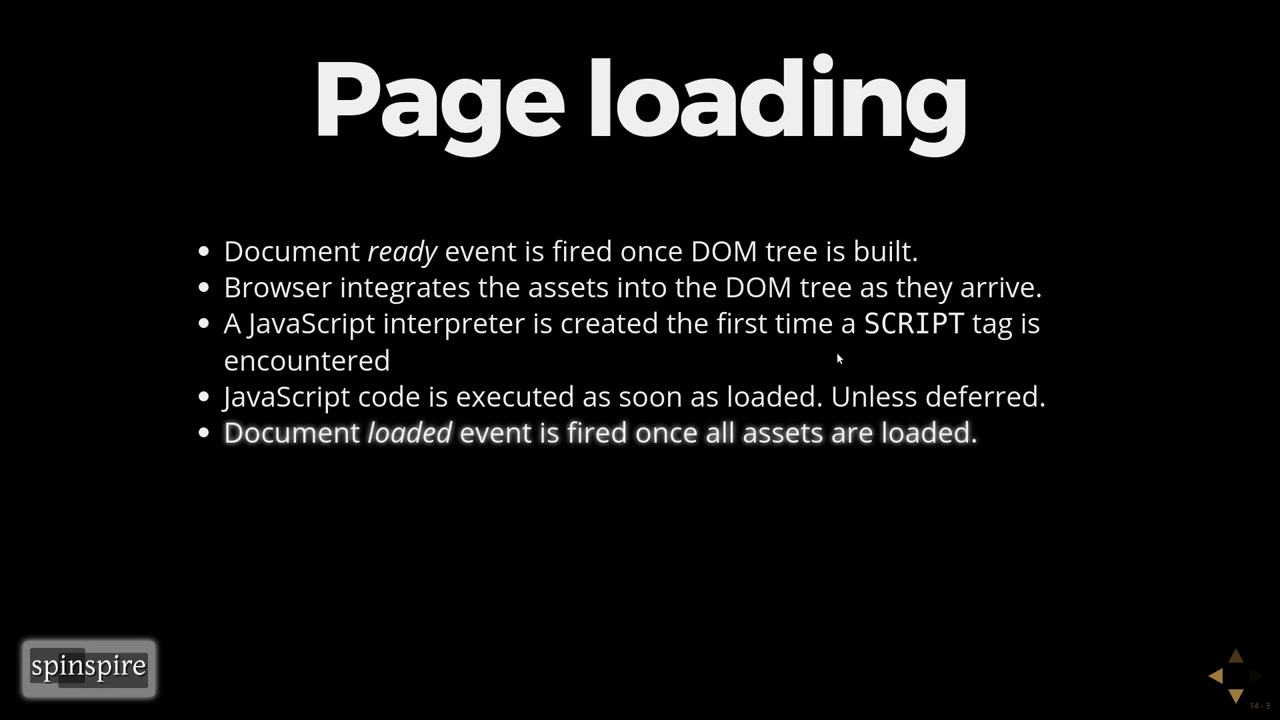 Page loading
• Document ready event is fired once DOM tree is built.
• Browser integrates the assets into the DOM tree as they arrive.
• A JavaScript interpreter is created the first time a SCRIPT tag is
encountered
• JavaScript code is executed as soon as loaded. Unless deferred.
• Document loaded event is fired once all assets are loaded.
spinspire
14 - 3